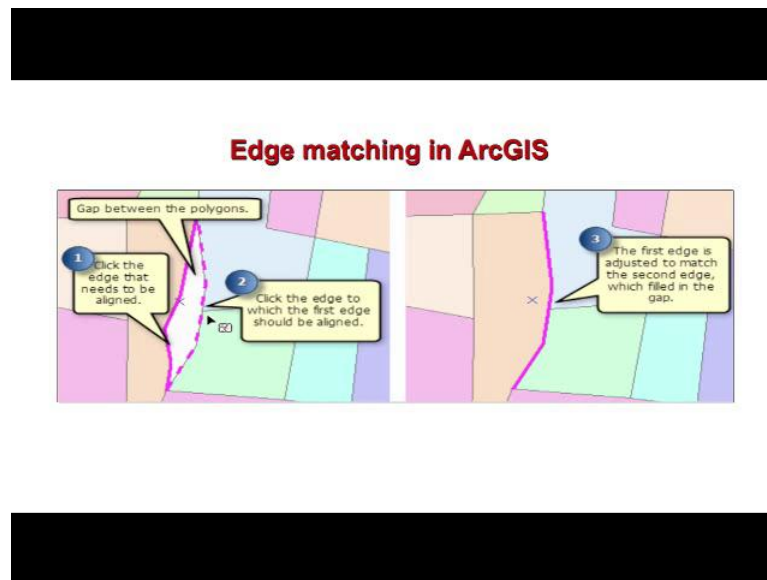 Edge matching in ArcGIS
Gap between the polygons.
1
Click the
edge that
needs to be
aligned.
2
Click the edge to
which the first edge
should be aligned.
3
The first edge is
adjusted to match
the second edge,
which filled in the
gap.